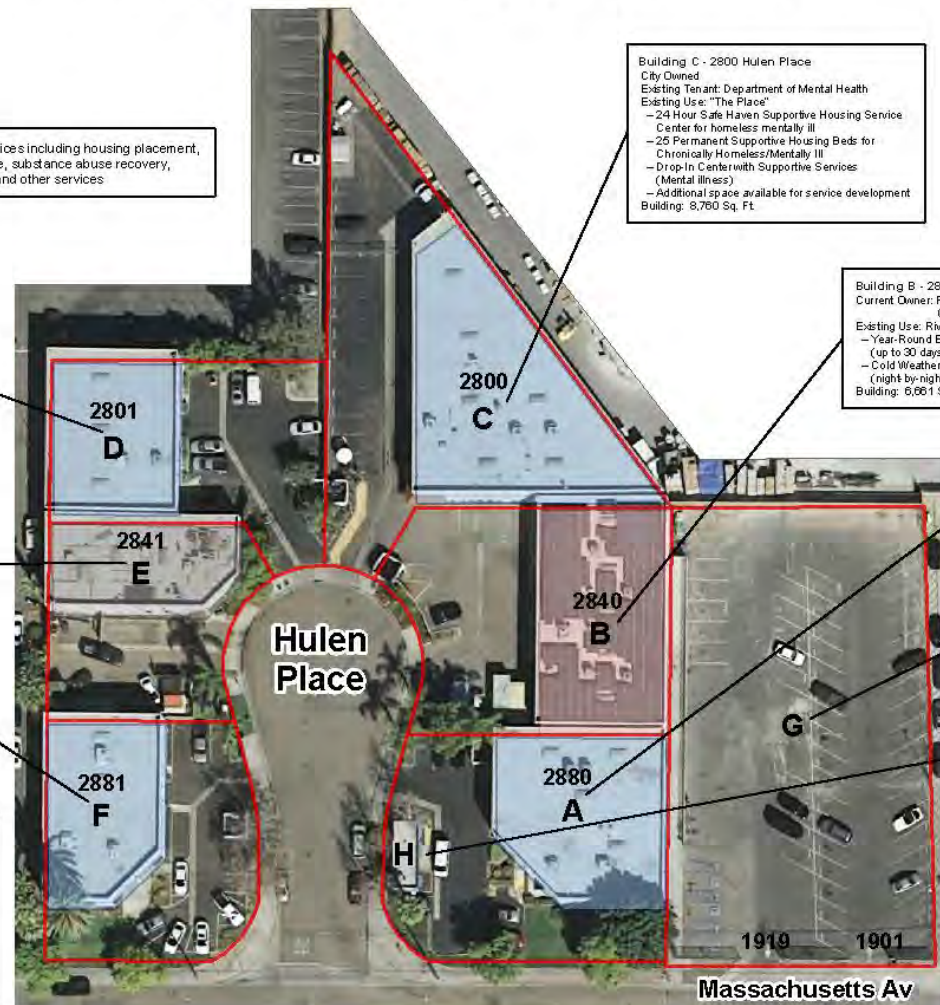 ices including housing placement,
e, substance abuse recovery,
and other services
Building C - 2800 Hulen Place
City Owned
Existing Tenant: Department of Mental Health
Existing Use: "The Place"
– 24 Hour Safe Haven Supportive Housing Service
Center for homeless mentally ill
– 25 Permanent Supportive Housing Beds for
Chronically Homeless/Mentally Ill
– Drop-In Center with Supportive Services
(Mental illness)
– Additional space available for service development
Building: 8,760 Sq. Ft.
Building B - 28
Current Owner: R
Existing Use: Riv
– Year-Round E
(up to 30 days
– Cold Weather
(night-by-nigh
Building: 6,661 S
2800
C
2801
D
2841
E
2840
B
Hulen
Place
G
2881
F
2880
A
H
1919
1901
Massachusetts Av